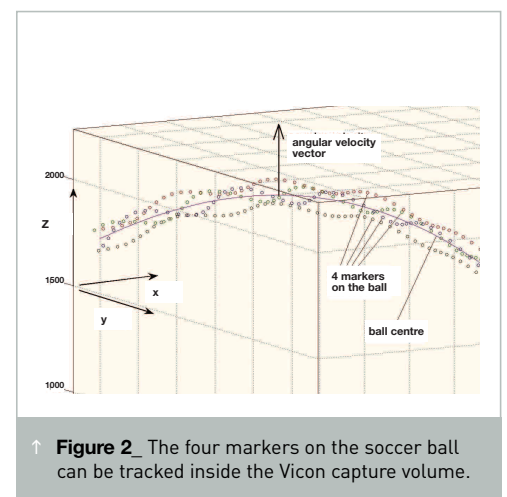 angular velocity
vector
2000
Z
1500
x
y
4 markers
on the ball
ball centre
1000
↑ Figure 2_ The four markers on the soccer ball
can be tracked inside the Vicon capture volume.